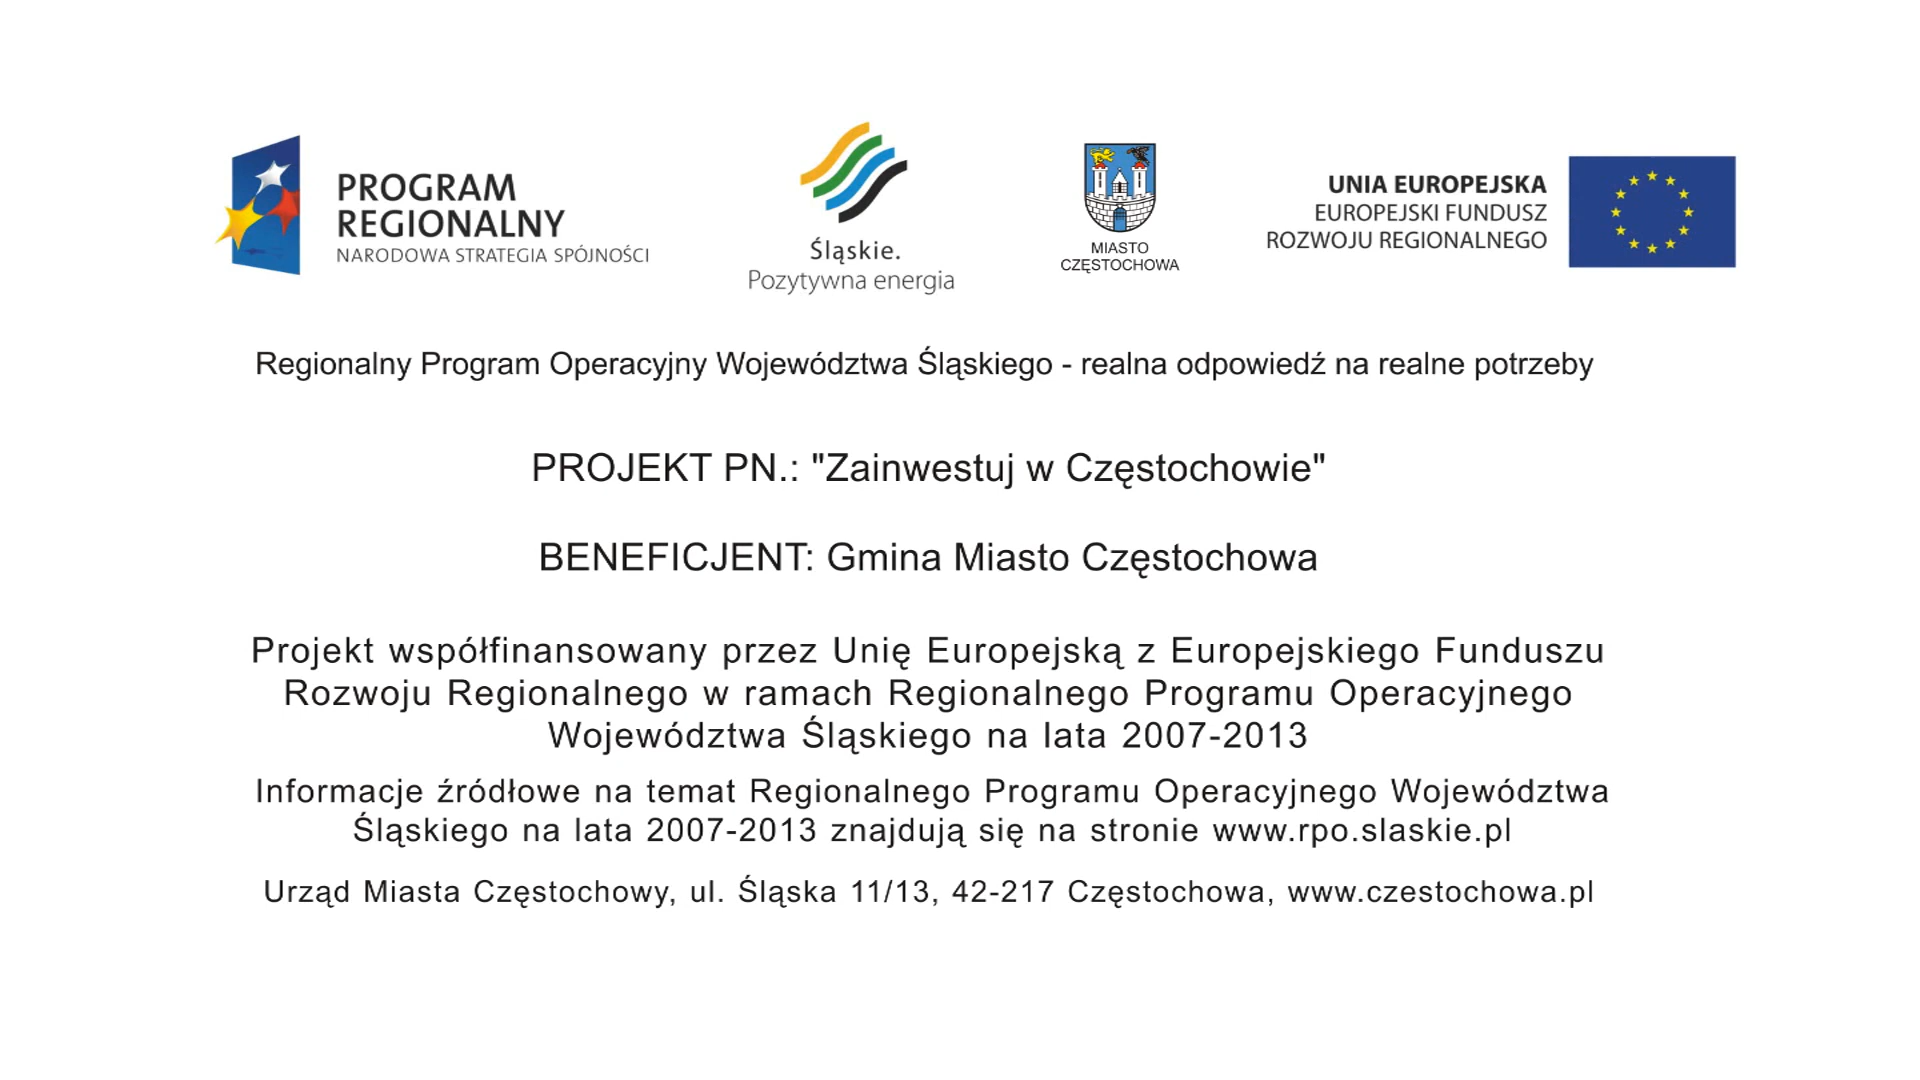 PROGRAM
REGIONALNY
NARODOWA STRATEGIA SPÓJNOŚCI
Śląskie.
Pozytywna energia
MIASTO
CZĘSTOCHOWA
UNIA EUROPEJSKA
EUROPEJSKI FUNDUSZ
ROZWOJU REGIONALNEGO
Regionalny Program Operacyjny Województwa Śląskiego - realna odpowiedź na realne potrzeby
PROJEKT PN.: "Zainwestuj w Częstochowie"
BENEFICJENT: Gmina Miasto Częstochowa
Projekt współfinansowany przez Unię Europejską z Europejskiego Funduszu
Rozwoju Regionalnego w ramach Regionalnego Programu Operacyjnego
Województwa Śląskiego na lata 2007-2013
Informacje źródłowe na temat Regionalnego Programu Operacyjnego Województwa
Śląskiego na lata 2007-2013 znajdują się na stronie www.rpo.slaskie.pl
Urząd Miasta Częstochowy, ul. Śląska 11/13, 42-217 Częstochowa, www.czestochowa.pl